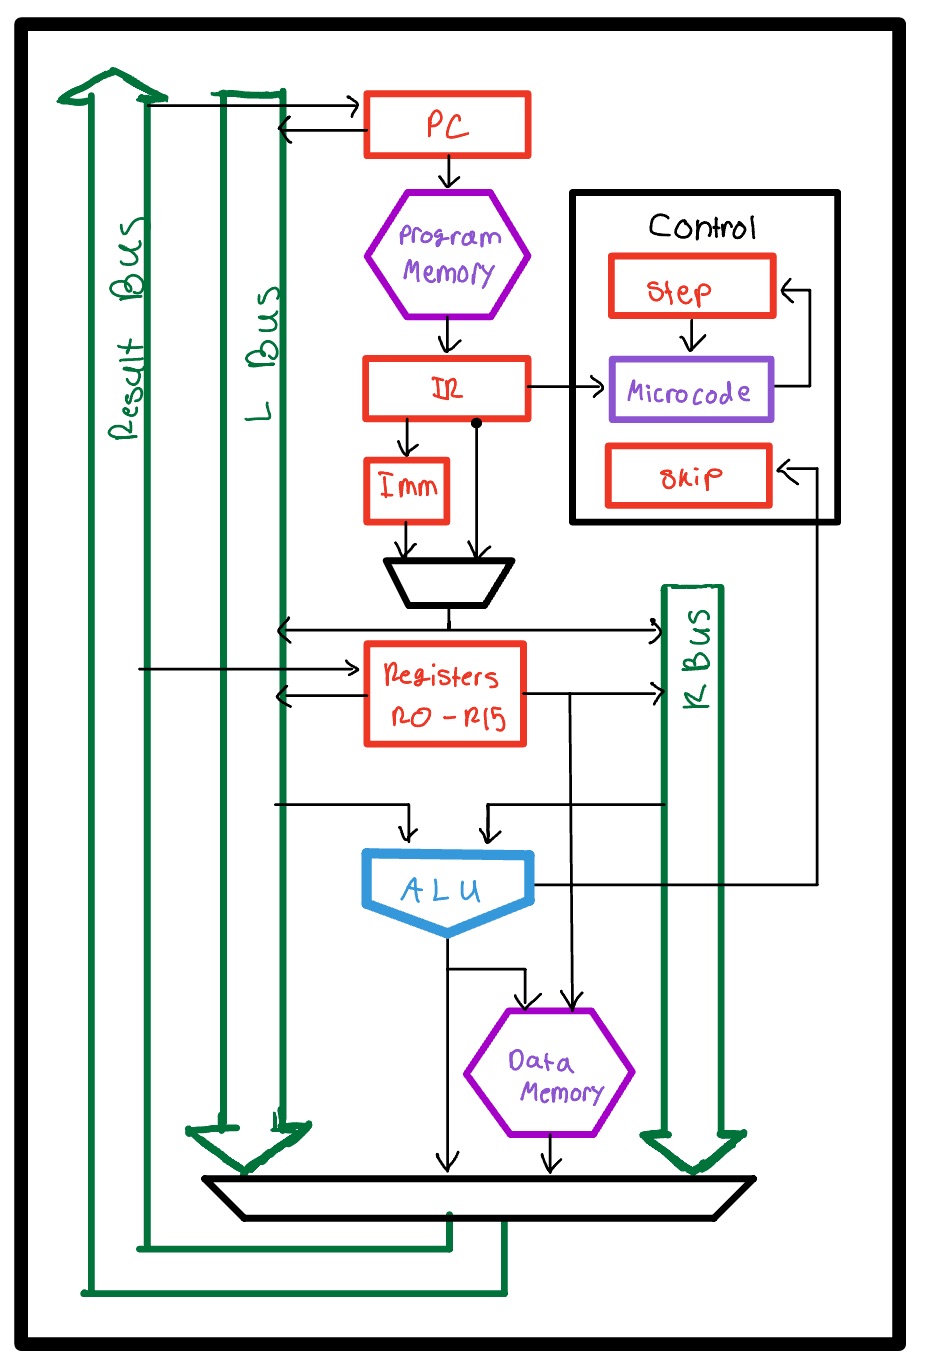 PC
Program
Memory
Control
Step
Result Bus
L Bus
IR
Microcode
Skip
Imm
R Bus
Registers
R0 - R15
ALU
Data
Memory